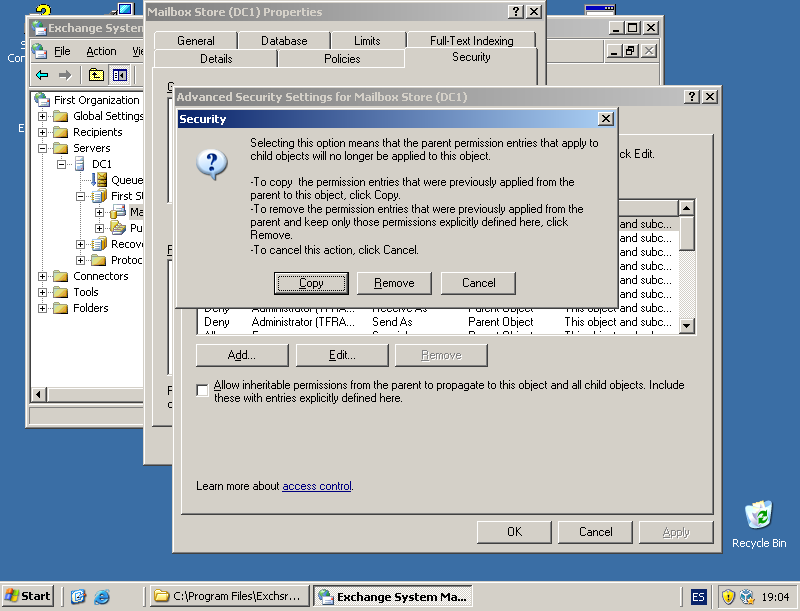 Mailbox Store (DC1) Properties
Exchange System
General
Database
Limits
Full-Text Indexing
Details
Policies
Security
File
Action
First Organization
Global Settings
Recipients
Servers
DC1
Connectors
Tools
Folders
Advanced Security Settings for Mailbox Store (DC1)
Security
Selecting this option means that the parent permission entries that apply to
child objects will no longer be applied to this object.
-To copy the permission entries that were previously applied from the
parent to this object, click Copy.
-To remove the permission entries that were previously applied from the
parent and keep only those permissions explicitly defined here, click
Remove.
-To cancel this action, click Cancel.
Copy
Remove
Cancel
ck Edit.
and subc...
and subc...
and subc...
and subc...
and subc...
and subc...
Deny Administrator (TFRA... Receive As Parent Object This object and subc...
Deny Administrator (TFRA... Send As Parent Object This object and subc...
Add...
Edit...
Remove
Allow inheritable permissions from the parent to propagate to this object and all child objects. Include
these with entries explicitly defined here.
Learn more about access control.
OK
Cancel
Apply
Recycle Bin
Start
C:\Program Files\Exchsr...
Exchange System Ma...
ES
19:04